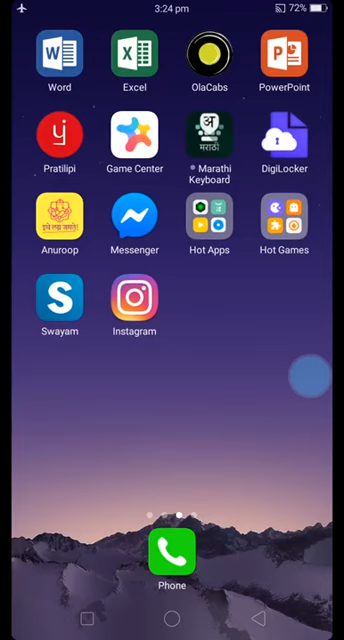 3:24 pm
72%
Word
Excel
OlaCabs
PowerPoint
Pratilipi
Game Center
मराठी
Marathi
Keyboard
DigiLocker
Anuroop
Messenger
Hot Apps
Hot Games
Swayam
Instagram
Phone